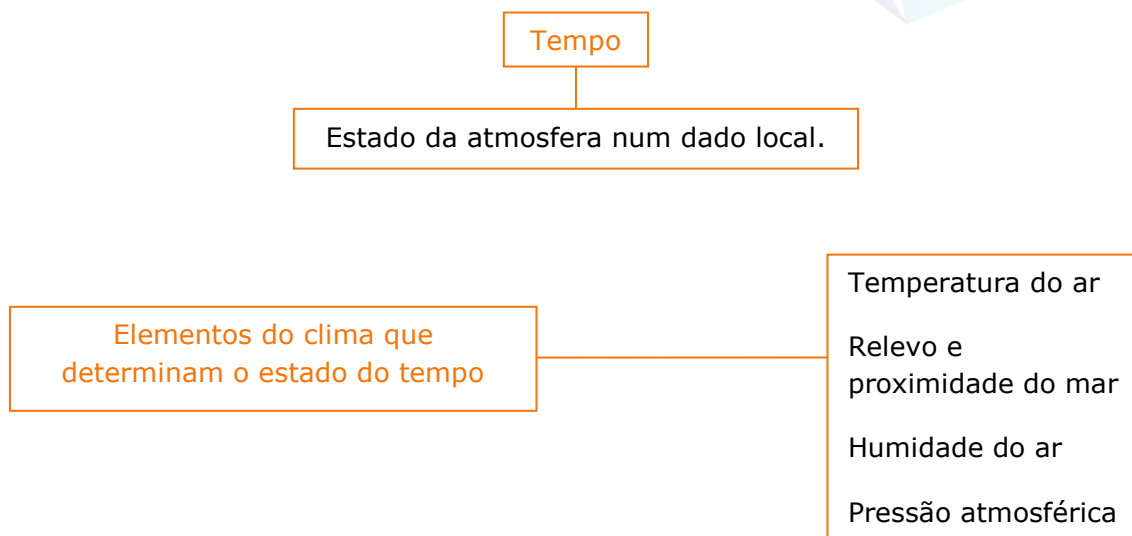 Tempo
Estado da atmosfera num dado local.
Elementos do clima que
determinam o estado do tempo
Temperatura do ar
Relevo e
proximidade do mar
Humidade do ar
Pressão atmosférica